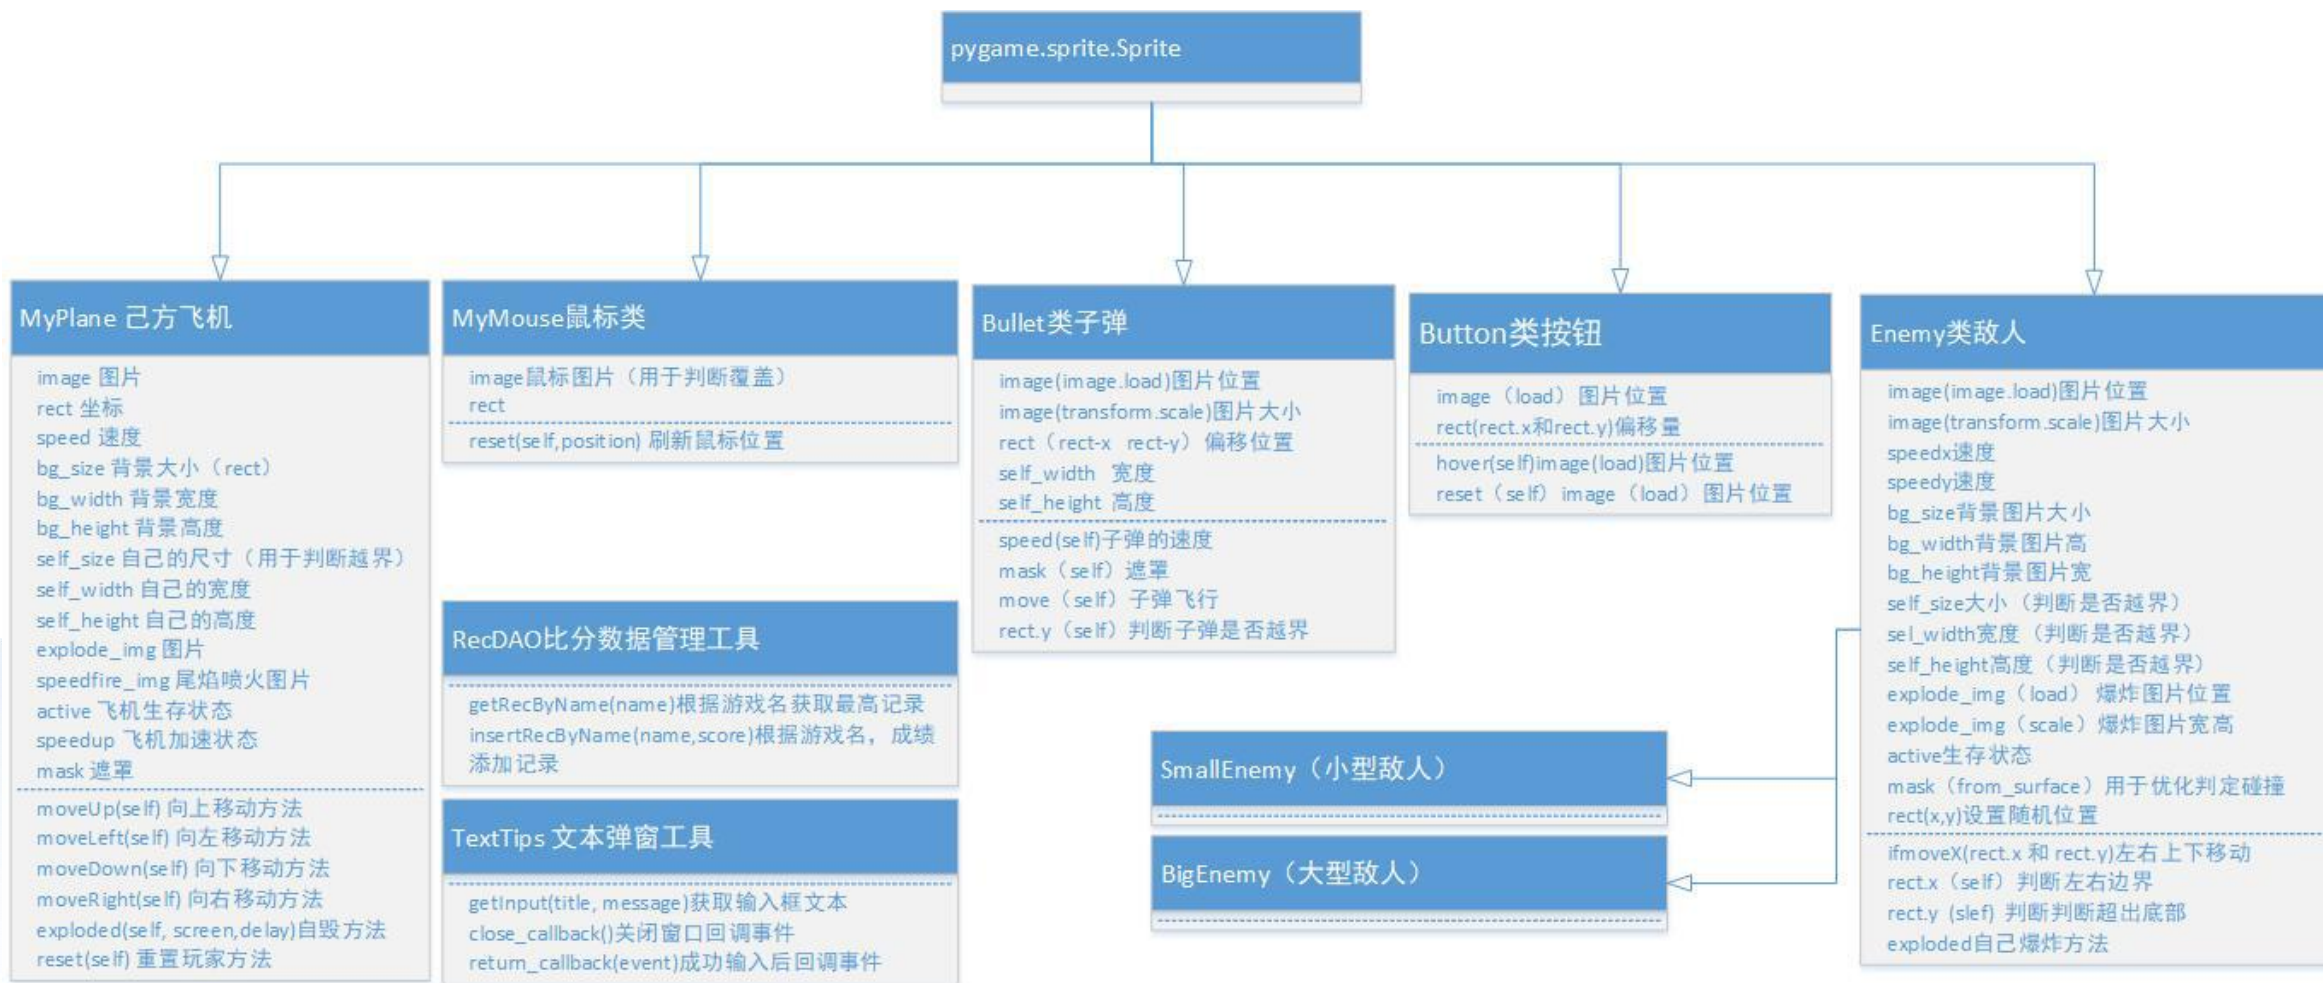 pygame.sprite.Sprite
MyPlane 己方飞机
image 图片
rect 坐标
speed 速度
bg_size 背景大小（rect）
bg_width 背景宽度
bg_height 背景高度
self_size 自己的尺寸（用于判断越界）
self_width 自己的宽度
self_height 自己的高度
explode_img 图片
speedfire_img 尾焰喷火图片
active 飞机生存状态
speedup 飞机加速状态
mask 遮罩
moveUp(self) 向上移动方法
moveLeft(self) 向左移动方法
moveDown(self) 向下移动方法
moveRight(self) 向右移动方法
exploded(self, screen,delay)自毁方法
reset(self) 重置玩家方法
MyMouse鼠标类
image鼠标图片（用于判断覆盖）
rect
reset(self,position) 刷新鼠标位置
RecDAO比分数据管理工具
getRecByName(name)根据游戏名获取最高记录
insertRecByName(name,score)根据游戏名，成绩
添加记录
TextTips 文本弹窗工具
getInput(title, message)获取输入框文本
close_callback()关闭窗口回调事件
return_callback(event)成功输入后回调事件
Bullet类子弹
image(image.load)图片位置
image(transform.scale)图片大小
rect（rect-x rect-y）偏移位置
self_width 宽度
self_height 高度
speed(self)子弹的速度
mask（self）遮罩
move（self）子弹飞行
rect.y（self）判断子弹是否越界
Button类按钮
image（load）图片位置
rect(rect.x和rect.y)偏移量
hover(self)image(load)图片位置
reset（self）image（load）图片位置
SmallEnemy（小型敌人）
BigEnemy（大型敌人）
Enemy类敌人
image(image.load)图片位置
image(transform.scale)图片大小
speedx速度
speedy速度
bg_size背景图片大小
bg_width背景图片高
bg_height背景图片宽
self_size大小（判断是否越界）
sel_width宽度（判断是否越界）
self_height高度（判断是否越界）
explode_img（load）爆炸图片位置
explode_img（scale）爆炸图片宽高
active生存状态
mask（from_surface）用于优化判定碰撞
rect(x,y)设置随机位置
ifmoveX(rect.x 和 rect.y)左右上下移动
rect.x（self）判断左右边界
rect.y (slef) 判断判断超出底部
exploded自己爆炸方法